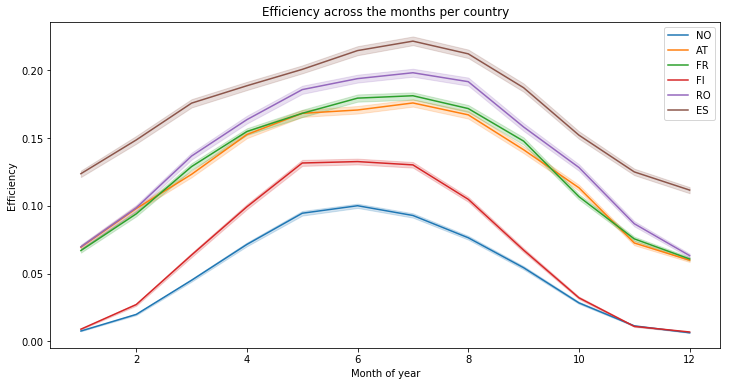 Efficiency across the months per country
NO
AT
FR
FI
RO
ES
Efficiency
0.20
0.15
0.10
0.05
0.00
2
4
6
8
10
12
Month of year